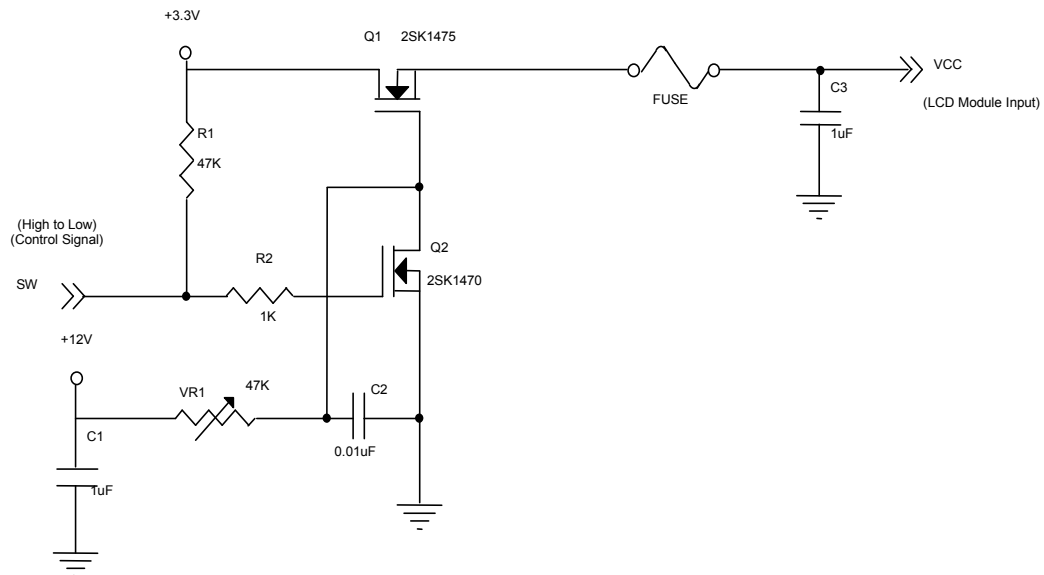 +3.3V
Q1 2SK1475
VCC
FUSE
C3
(LCD Module Input)
1uF
R1
47K
(High to Low)
(Control Signal)
Q2
R2
2SK1470
SW
1K
+12V
VR1
47K
C2
C1
0.01uF
1uF